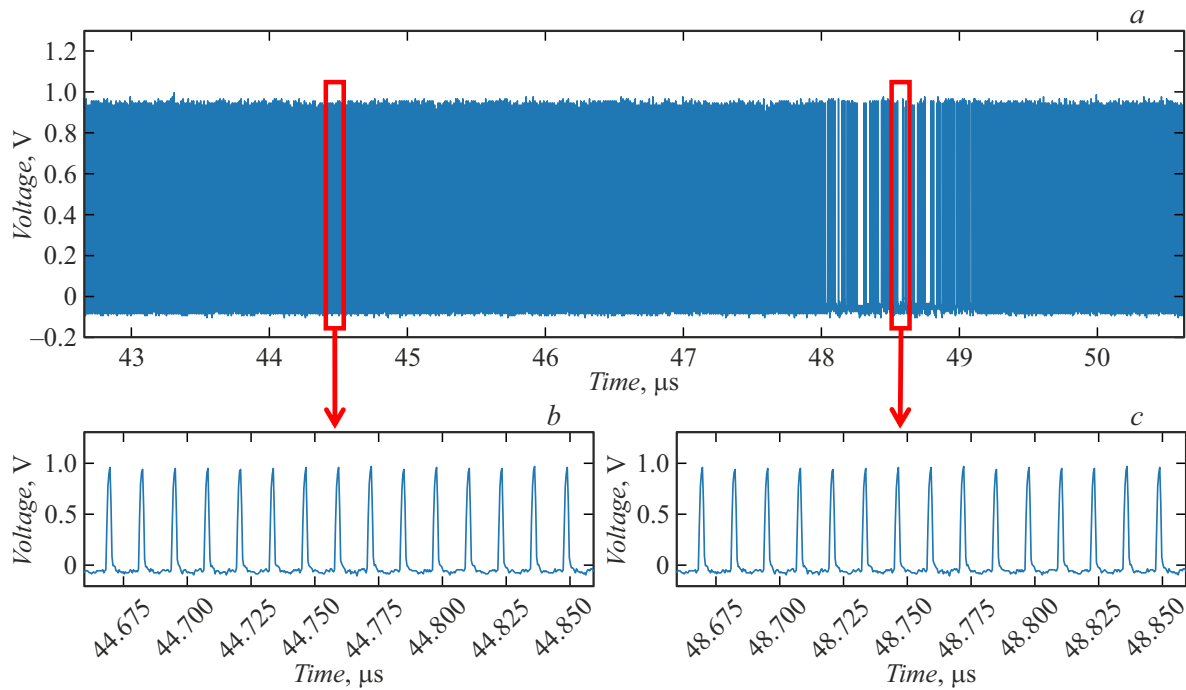 a
1.2
1.0
0.8
0.6
0.4
0.2
0
–0.2
Voltage, V
43 44 45 46 47 48 49 50
Time, μs
b
1.0
0.5
0
Voltage, V
44.675 44.700 44.725 44.750 44.775 44.800 44.825 44.850
Time, μs
c
1.0
0.5
0
Voltage, V
48.675 48.700 48.725 48.750 48.775 48.800 48.825 48.850
Time, μs